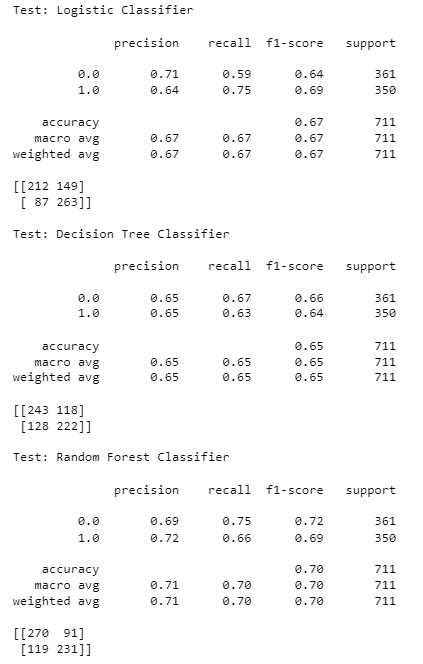 Test: Logistic Classifier
precision recall f1-score support
0.0 0.71 0.59 0.64 361
1.0 0.64 0.75 0.69 350
accuracy 0.67 711
macro avg 0.67 0.67 0.67 711
weighted avg 0.67 0.67 0.67 711
[[212 149]
[ 87 263]]
Test: Decision Tree Classifier
precision recall f1-score support
0.0 0.65 0.67 0.66 361
1.0 0.65 0.63 0.64 350
accuracy 0.65 711
macro avg 0.65 0.65 0.65 711
weighted avg 0.65 0.65 0.65 711
[[243 118]
[128 222]]
Test: Random Forest Classifier
precision recall f1-score support
0.0 0.69 0.75 0.72 361
1.0 0.72 0.66 0.69 350
accuracy 0.70 711
macro avg 0.71 0.70 0.70 711
weighted avg 0.71 0.70 0.70 711
[[270 91]
[119 231]]